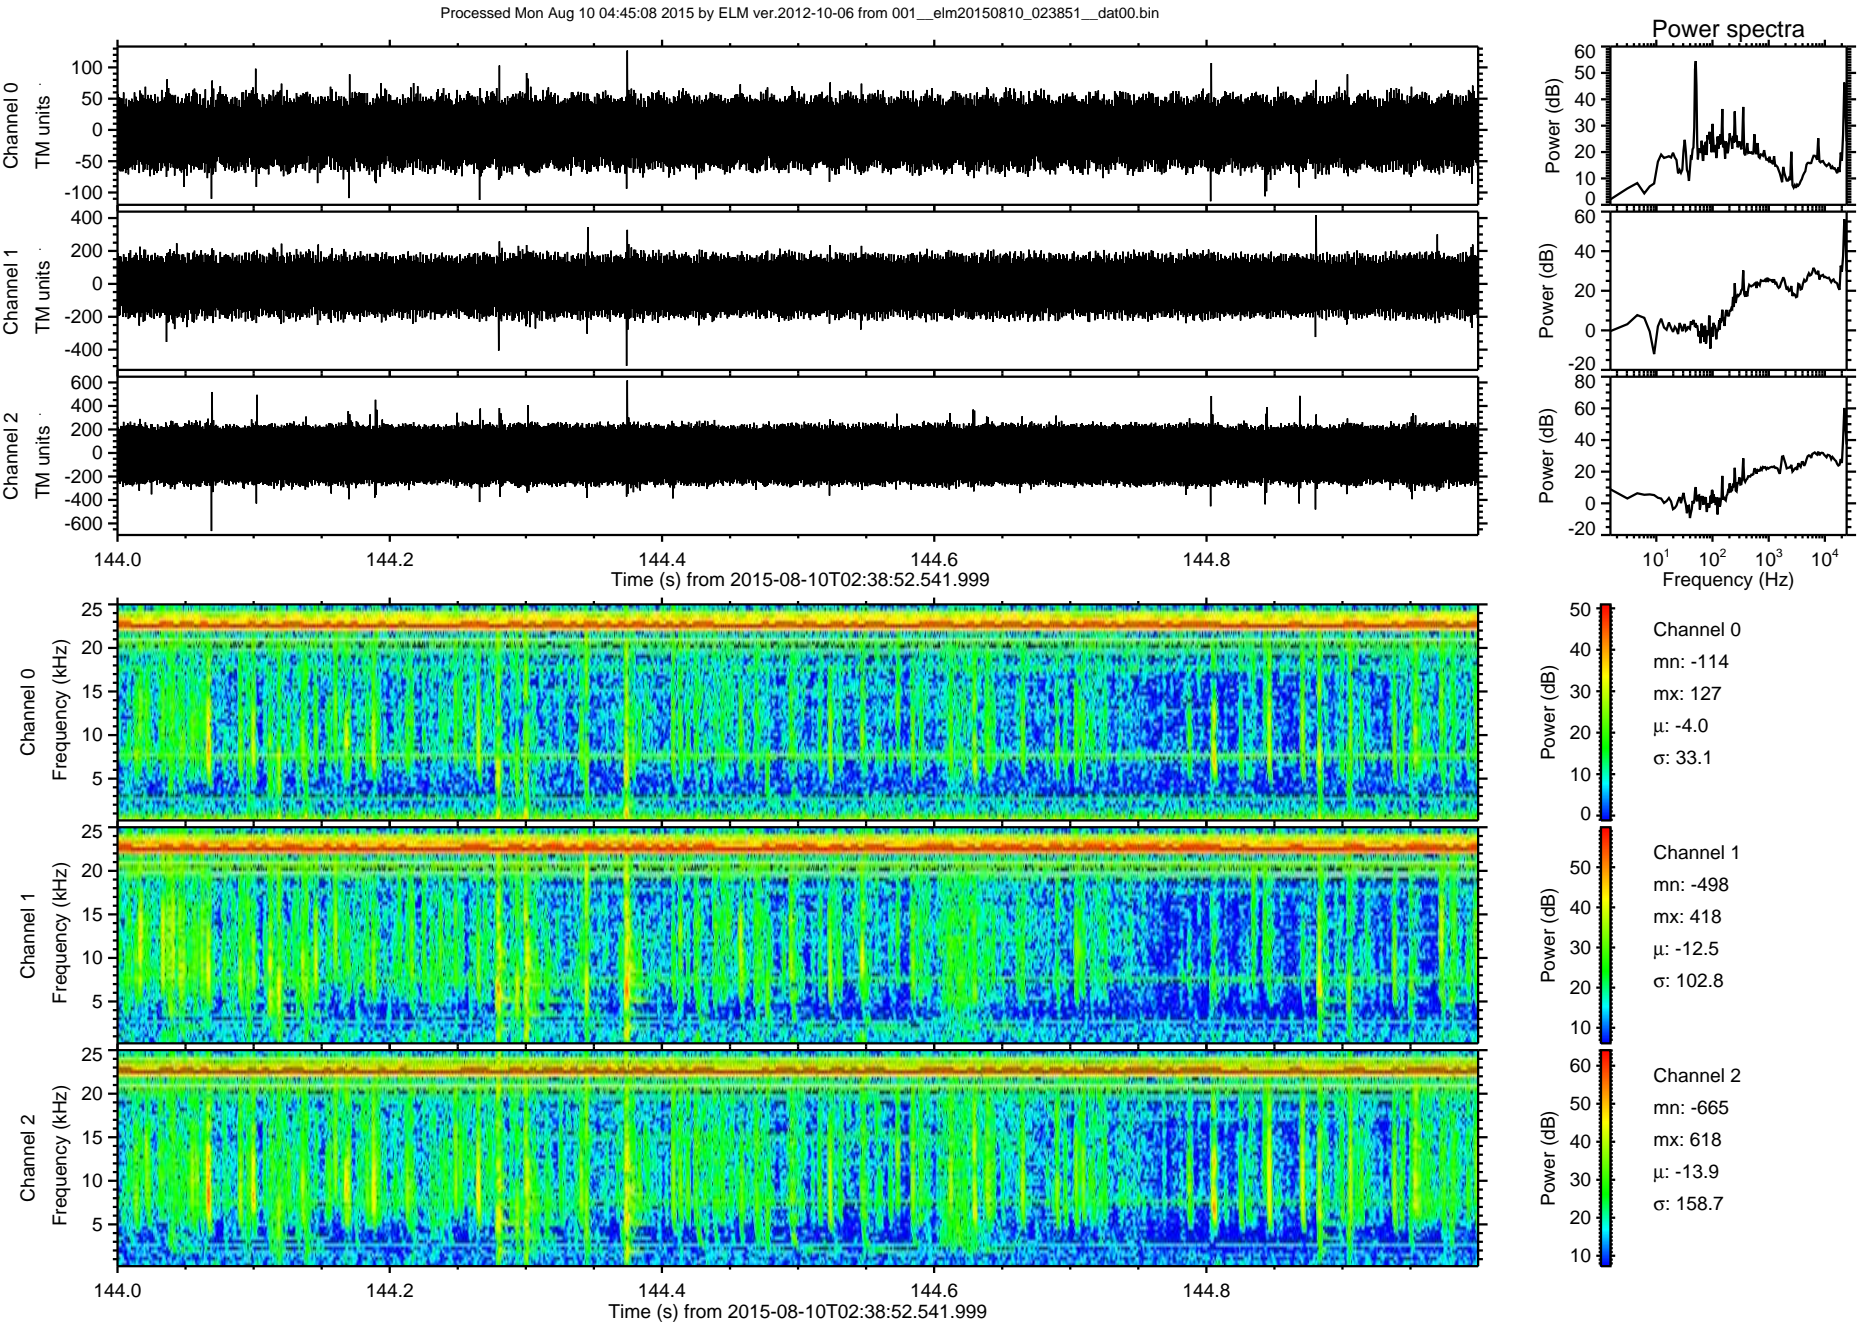 Processed Mon Aug 10 04:45:08 2015 by ELM ver.2012-10-06 from 001__elm20150810_023851__dat00.bin
Power spectra
Channel 0
TM units
100
50
0
-50
-100
Power (dB)
60
50
40
30
20
10
0
Channel 1
TM units
400
200
0
-200
-400
Power (dB)
60
40
20
0
-20
Channel 2
TM units
600
400
200
0
-200
-400
-600
Power (dB)
80
60
40
20
0
-20
144.0 144.2 144.4 144.6 144.8
Time (s) from 2015-08-10T02:38:52.541.999
10^1 10^2 10^3 10^4
Frequency (Hz)
Channel 0
Frequency (kHz)
25
20
15
10
5
Power (dB)
50
40
30
20
10
0
Channel 0
mn: -114
mx: 127
µ: -4.0
σ: 33.1
Channel 1
Frequency (kHz)
25
20
15
10
5
Power (dB)
50
40
30
20
10
Channel 1
mn: -498
mx: 418
µ: -12.5
σ: 102.8
Channel 2
Frequency (kHz)
25
20
15
10
5
Power (dB)
60
50
40
30
20
10
Channel 2
mn: -665
mx: 618
µ: -13.9
σ: 158.7
144.0 144.2 144.4 144.6 144.8
Time (s) from 2015-08-10T02:38:52.541.999